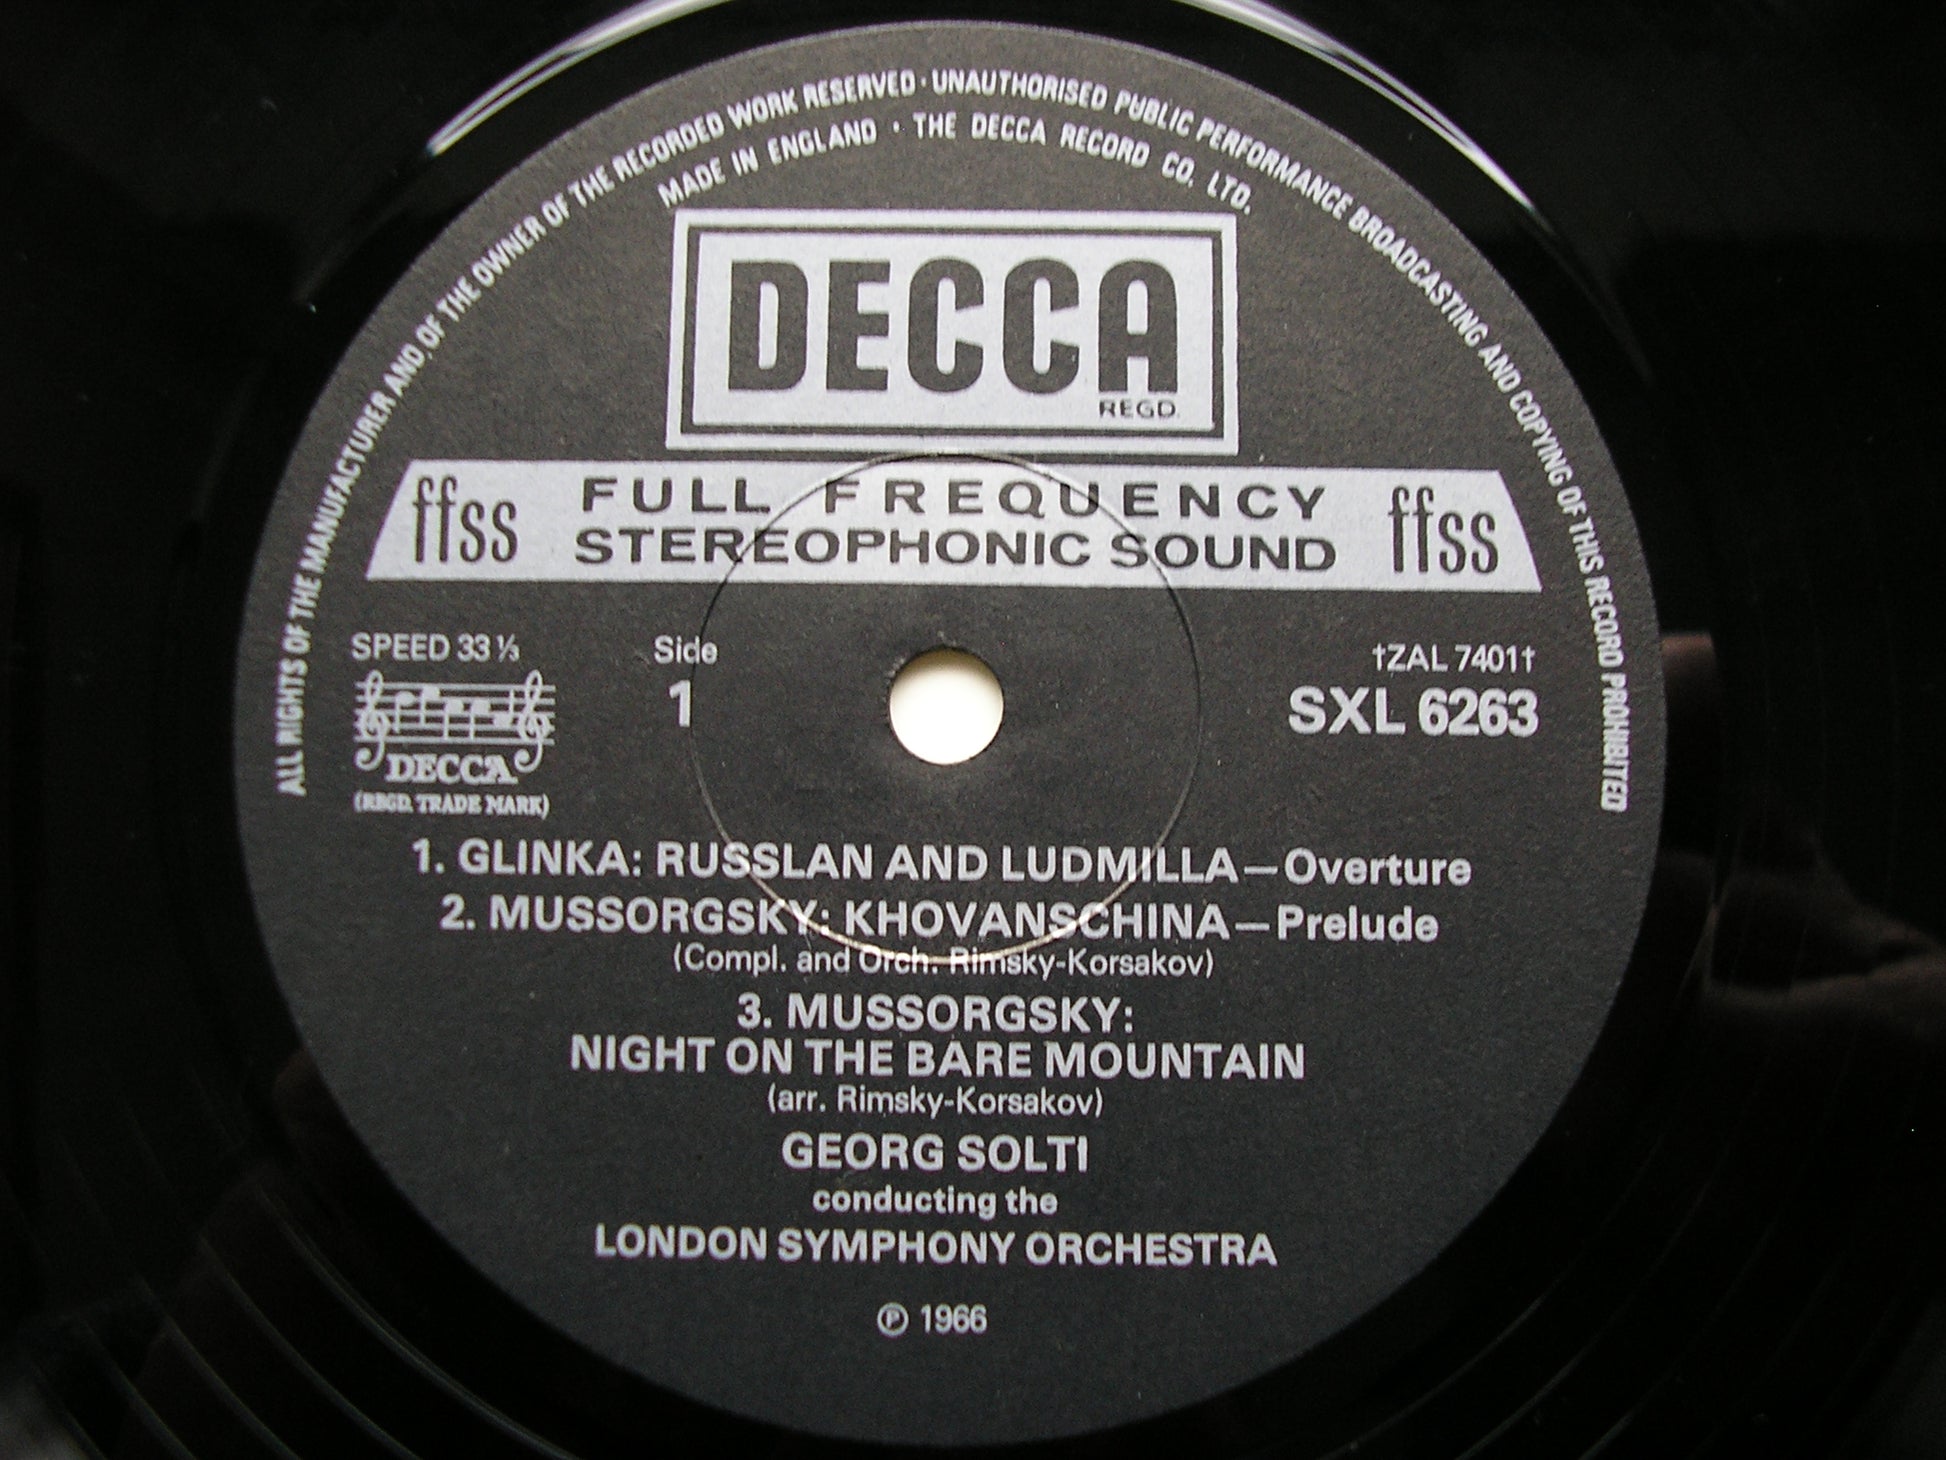 ALL RIGHTS OF THE MANUFACTURER AND OF THE OWNER OF THE RECORDED WORK RESERVED · UNAUTHORISED PUBLIC PERFORMANCE BROADCASTING AND COPYING OF THIS RECORD PROHIBITED
MADE IN ENGLAND · THE DECCA RECORD CO. LTD.
DECCA
REGD.
ffss FULL FREQUENCY STEREOPHONIC SOUND ffss
SPEED 33 ⅓
Side
1
†ZAL 7401†
SXL 6263
DECCA
(REGD. TRADE MARK)
1. GLINKA: RUSSLAN AND LUDMILLA—Overture
2. MUSSORGSKY: KHOVANSCHINA—Prelude
(Compl. and Orch. Rimsky-Korsakov)
3. MUSSORGSKY:
NIGHT ON THE BARE MOUNTAIN
(arr. Rimsky-Korsakov)
GEORG SOLTI
conducting the
LONDON SYMPHONY ORCHESTRA
℗ 1966